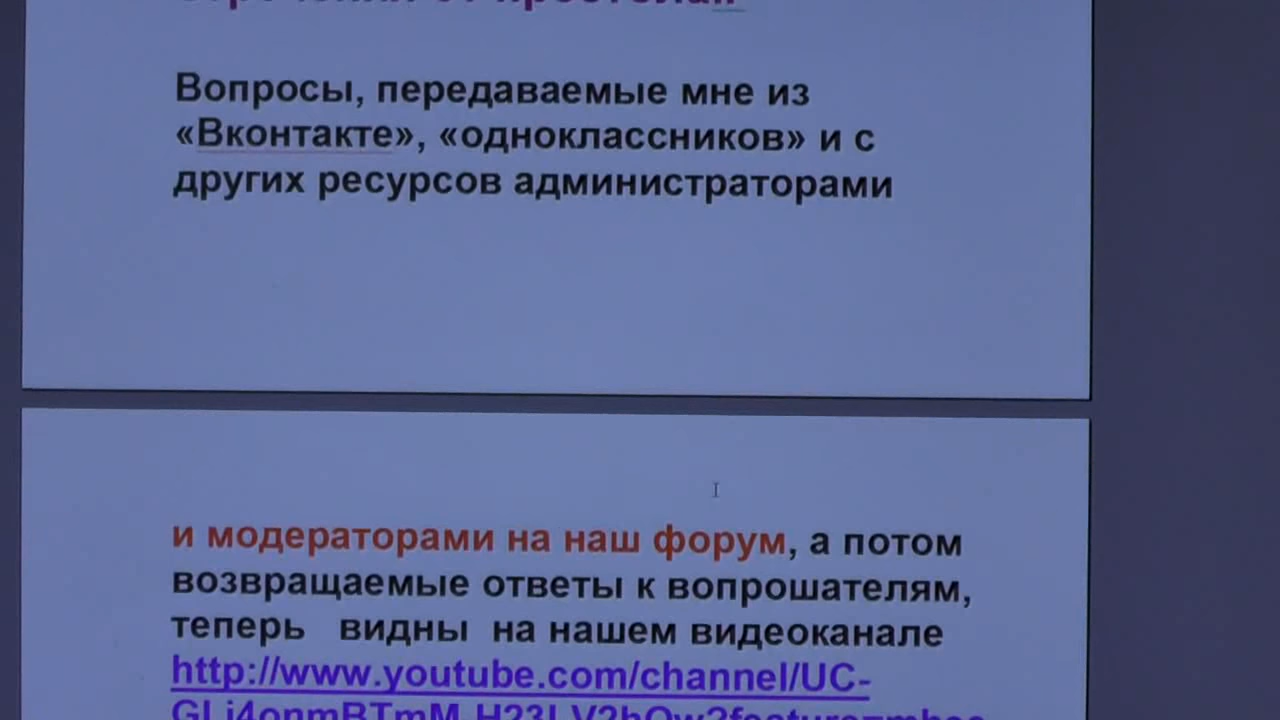 Вопросы, передаваемые мне из
«Вконтакте», «одноклассников» и с
других ресурсов администраторами
и модераторами на наш форум, а потом
возвращаемые ответы к вопрошателям,
теперь видны на нашем видеоканале
http://www.youtube.com/channel/UC-